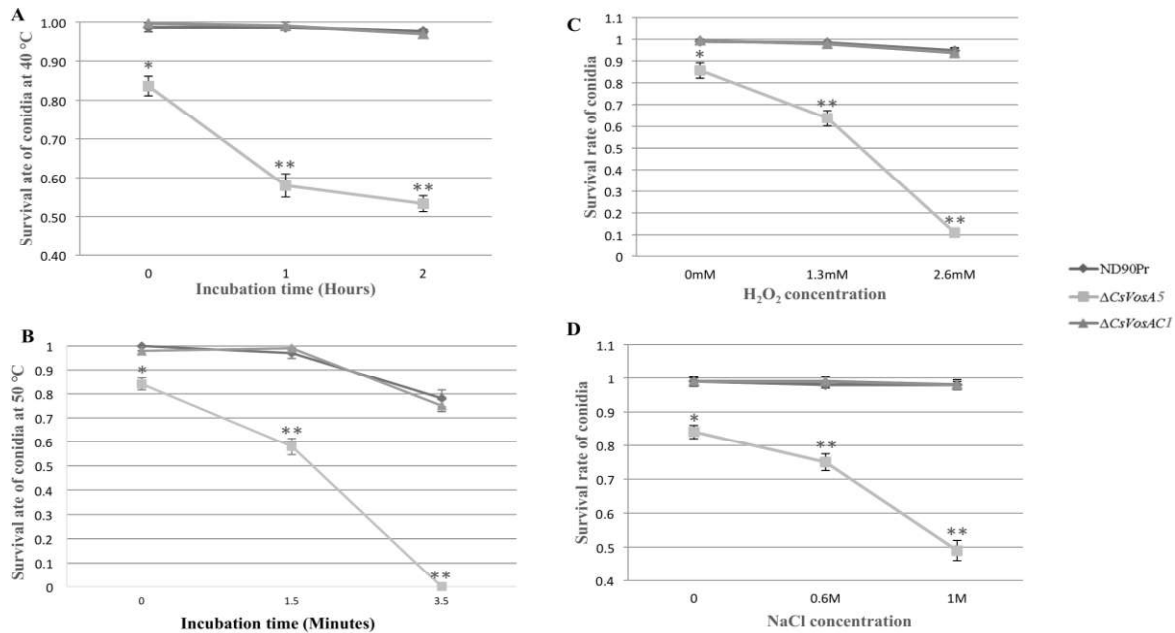 A
1.00
0.90
0.80
0.70
0.60
0.50
0.40
Survival ate of conidia at 40 °C
*
**
**
0
1
2
Incubation time (Hours)
B
1
0.9
0.8
0.7
0.6
0.5
0.4
0.3
0.2
0.1
0
Survival ate of conidia at 50 °C
*
**
**
0
1.5
3.5
Incubation time (Minutes)
C
1.1
1
0.9
0.8
0.7
0.6
0.5
0.4
0.3
0.2
0.1
0
Survival rate of conidia
*
**
**
0mM
1.3mM
2.6mM
H₂O₂ concentration
D
1.1
1
0.9
0.8
0.7
0.6
0.5
0.4
Survival rate of conidia
*
**
**
0
0.6M
1M
NaCl concentration
ND90Pr
ΔCsVosA5
ΔCsVosAC1